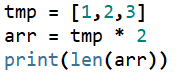 tmp = [1,2,3]
arr = tmp * 2
print(len(arr))